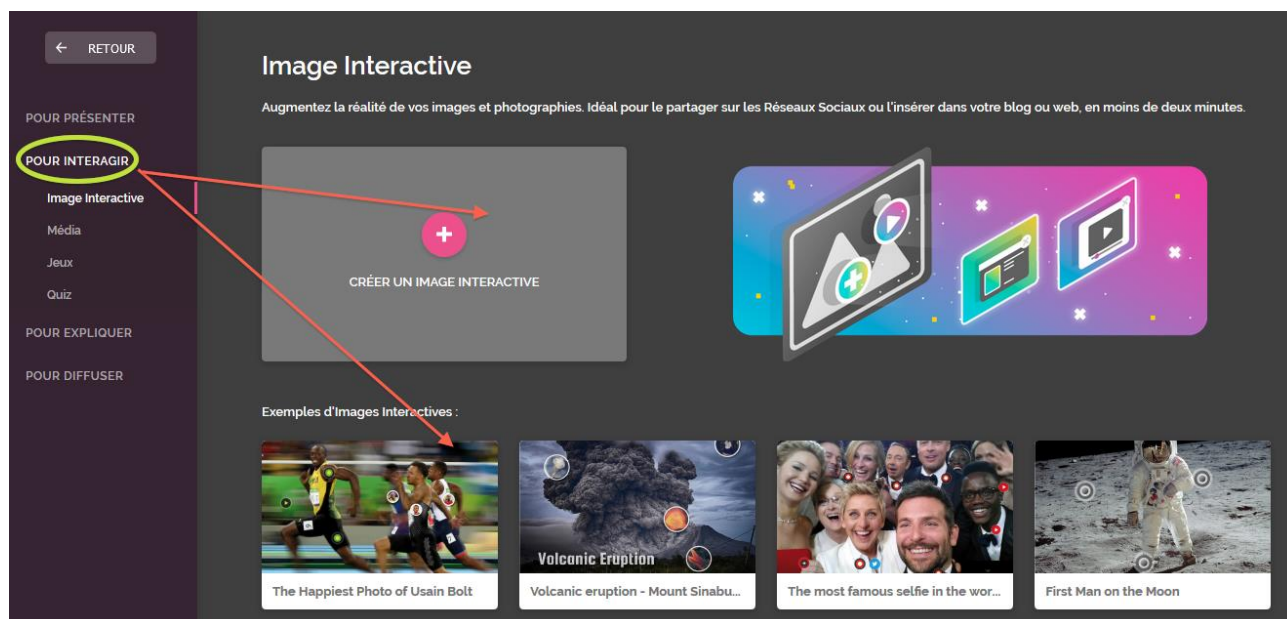 ← RETOUR
POUR PRÉSENTER
POUR INTERAGIR
Image Interactive
Média
Jeux
Quiz
POUR EXPLIQUER
POUR DIFFUSER
Image Interactive
Augmentez la réalité de vos images et photographies. Idéal pour le partager sur les Réseaux Sociaux ou l'insérer dans votre blog ou web, en moins de deux minutes.
CRÉER UN IMAGE INTERACTIVE
Exemples d'Images Interactives :
Volcanic Eruption
The Happiest Photo of Usain Bolt
Volcanic eruption - Mount Sinabu...
The most famous selfie in the wor...
First Man on the Moon